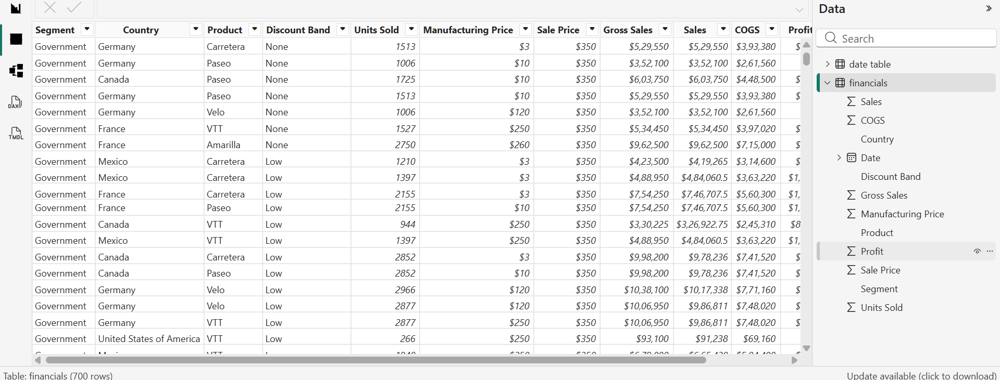 Data
Segment Country Product Discount Band Units Sold Manufacturing Price Sale Price Gross Sales Sales COGS Profit
Government Germany Carretera None 1513 $3 $350 $5,29,550 $5,29,550 $3,93,380 $
Government Germany Paseo None 1006 $10 $350 $3,52,100 $3,52,100 $2,61,560
Government Canada Paseo None 1725 $10 $350 $6,03,750 $6,03,750 $4,48,500 $
Government Germany Paseo None 1513 $10 $350 $5,29,550 $5,29,550 $3,93,380 $
Government Germany Velo None 1006 $120 $350 $3,52,100 $3,52,100 $2,61,560
Government France VTT None 1527 $250 $350 $5,34,450 $5,34,450 $3,97,020 $
Government France Amarilla None 2750 $260 $350 $9,62,500 $9,62,500 $7,15,000 $
Government Mexico Carretera Low 1210 $3 $350 $4,23,500 $4,19,265 $3,14,600 $
Government Mexico Carretera Low 1397 $3 $350 $4,88,950 $4,84,060.5 $3,63,220 $1,
Government France Carretera Low 2155 $3 $350 $7,54,250 $7,46,707.5 $5,60,300 $1,
Government France Paseo Low 2155 $10 $350 $7,54,250 $7,46,707.5 $5,60,300 $1,
Government Canada VTT Low 944 $250 $350 $3,30,225 $3,26,922.75 $2,45,310 $8
Government Mexico VTT Low 1397 $250 $350 $4,88,950 $4,84,060.5 $3,63,220 $1,
Government Canada Carretera Low 2852 $3 $350 $9,98,200 $9,78,236 $7,41,520 $
Government Canada Paseo Low 2852 $10 $350 $9,98,200 $9,78,236 $7,41,520 $
Government Germany Velo Low 2966 $120 $350 $10,38,100 $10,17,338 $7,71,160 $
Government Germany Velo Low 2877 $120 $350 $10,06,950 $9,86,811 $7,48,020 $
Government Germany VTT Low 2877 $250 $350 $10,06,950 $9,86,811 $7,48,020 $
Government United States of America VTT Low 266 $250 $350 $93,100 $91,238 $69,160
DAX
TMDL
Search
date table
financials
Sales
COGS
Country
Date
Discount Band
Gross Sales
Manufacturing Price
Product
Profit
Sale Price
Segment
Units Sold
Table: financials (700 rows)
Update available (click to download)